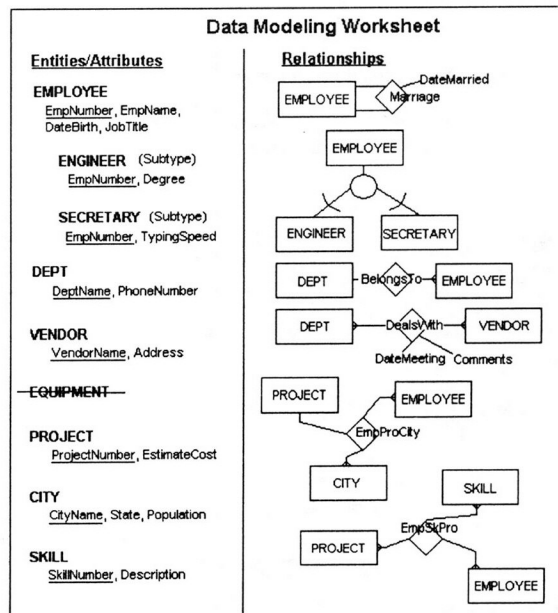 Data Modeling Worksheet
Entities/Attributes
EMPLOYEE
EmpNumber, EmpName,
DateBirth, JobTitle
ENGINEER (Subtype)
EmpNumber, Degree
SECRETARY (Subtype)
EmpNumber, TypingSpeed
DEPT
DeptName, PhoneNumber
VENDOR
VendorName, Address
EQUIPMENT
PROJECT
ProjectNumber, EstimateCost
CITY
CityName, State, Population
SKILL
SkillNumber, Description
Relationships
DateMarried
EMPLOYEE Marriage
EMPLOYEE
ENGINEER SECRETARY
DEPT BelongsTo EMPLOYEE
DEPT DealsWith VENDOR
DateMeeting Comments
PROJECT EMPLOYEE
EmpProCity
CITY
SKILL
EmpSkPro
PROJECT
EMPLOYEE